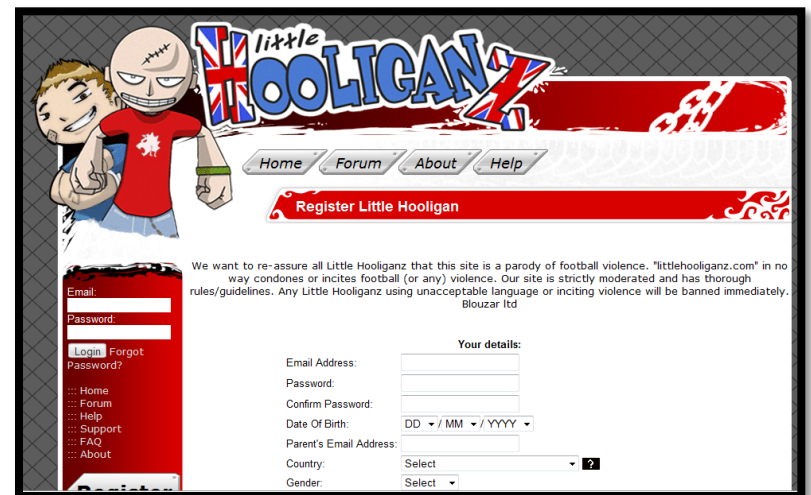 little
HOOLIGANZ
Home Forum About Help
Register Little Hooligan
We want to re-assure all Little Hooliganz that this site is a parody of football violence. "littlehooliganz.com" in no
way condones or incites football (or any) violence. Our site is strictly moderated and has thorough
rules/guidelines. Any Little Hooliganz using unacceptable language or inciting violence will be banned immediately.
Blouzar ltd
Email:
Password:
Login Forgot
Password?
::: Home
::: Forum
::: Help
::: Support
::: FAQ
::: About
Register
Your details:
Email Address:
Password:
Confirm Password:
Date Of Birth: DD / MM / YYYY
Parent's Email Address:
Country: Select ?
Gender: Select